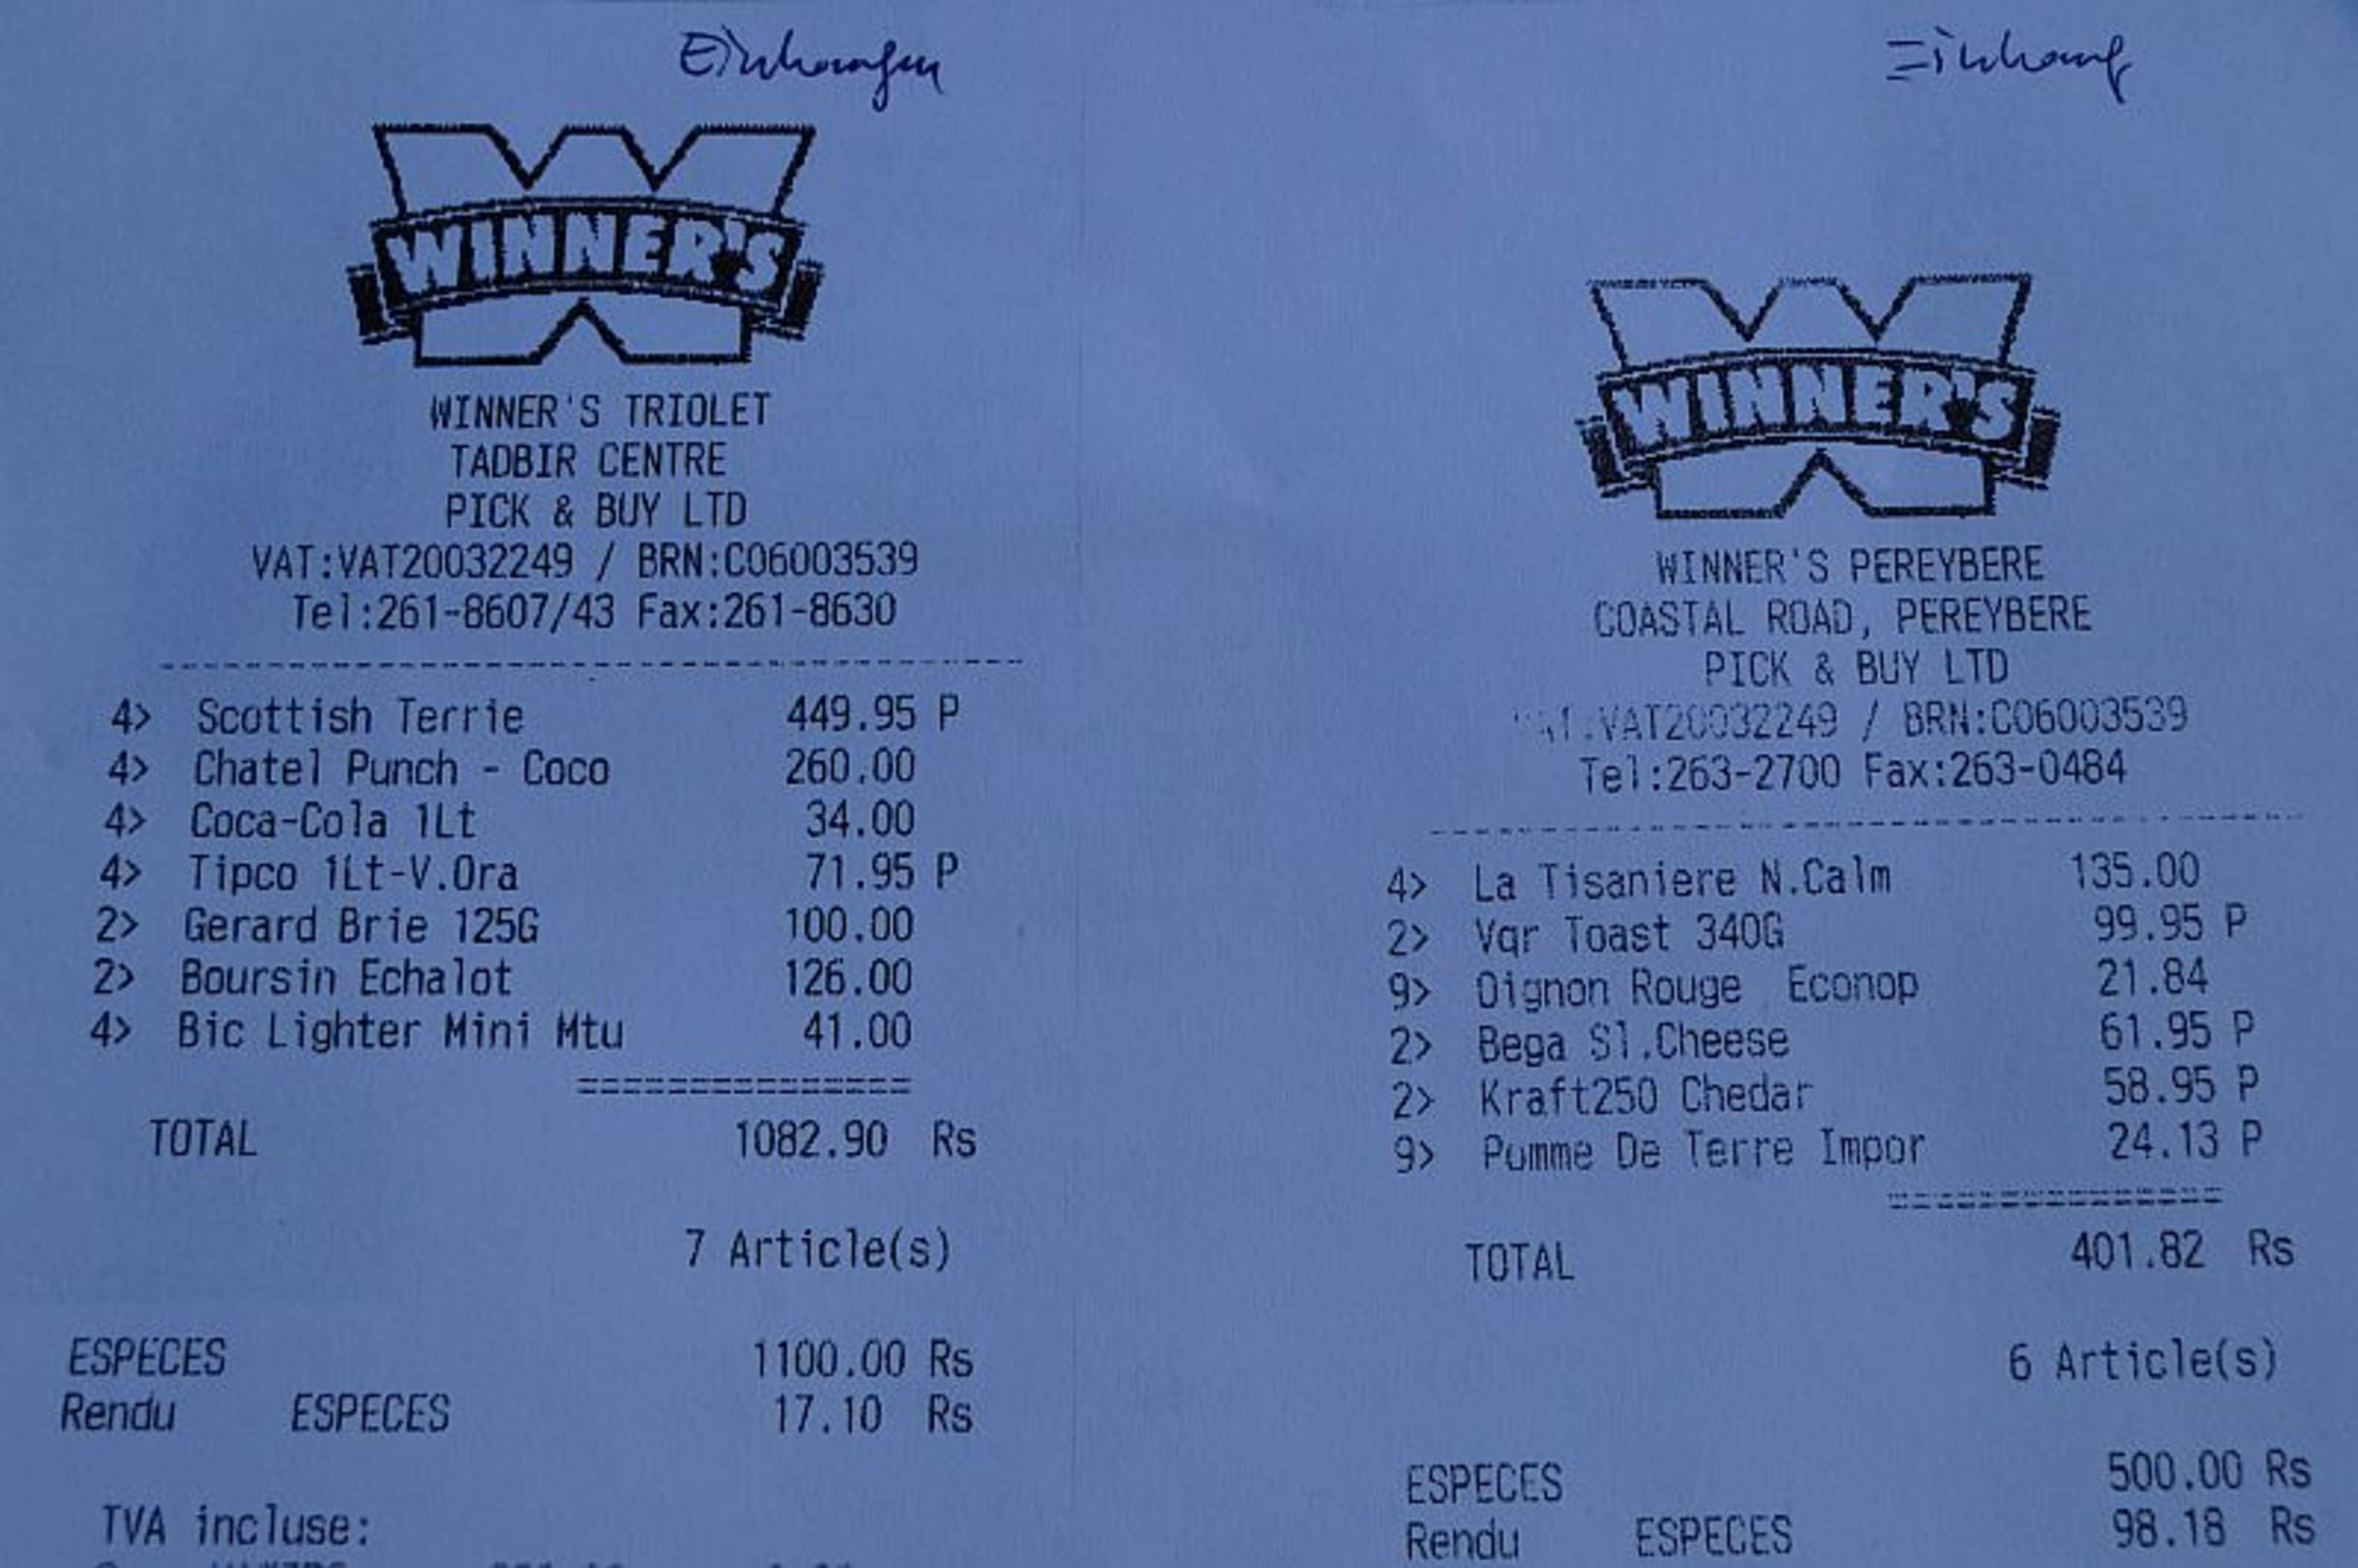 Einkaufen
WINNER'S
WINNER'S TRIOLET
TADBIR CENTRE
PICK & BUY LTD
VAT:VAT20032249 / BRN:C06003539
Tel:261-8607/43 Fax:261-8630
4> Scottish Terrie 449.95 P
4> Chatel Punch - Coco 260.00
4> Coca-Cola 1Lt 34.00
4> Tipco 1Lt-V.Ora 71.95 P
2> Gerard Brie 125G 100.00
2> Boursin Echalot 126.00
4> Bic Lighter Mini Mtu 41.00
TOTAL 1082.90 Rs
7 Article(s)
ESPECES 1100.00 Rs
Rendu ESPECES 17.10 Rs
TVA incluse:
Einkauf
WINNER'S
WINNER'S PEREYBERE
COASTAL ROAD, PEREYBERE
PICK & BUY LTD
VAT20032249 / BRN:C06003539
Tel:263-2700 Fax:263-0484
4> La Tisaniere N.Calm 135.00
2> Vqr Toast 340G 99.95 P
9> Oignon Rouge Econop 21.84
2> Bega Sl.Cheese 61.95 P
2> Kraft250 Chedar 58.95 P
9> Pomme De Terre Impor 24.13 P
TOTAL 401.82 Rs
6 Article(s)
ESPECES 500.00 Rs
Rendu ESPECES 98.18 Rs